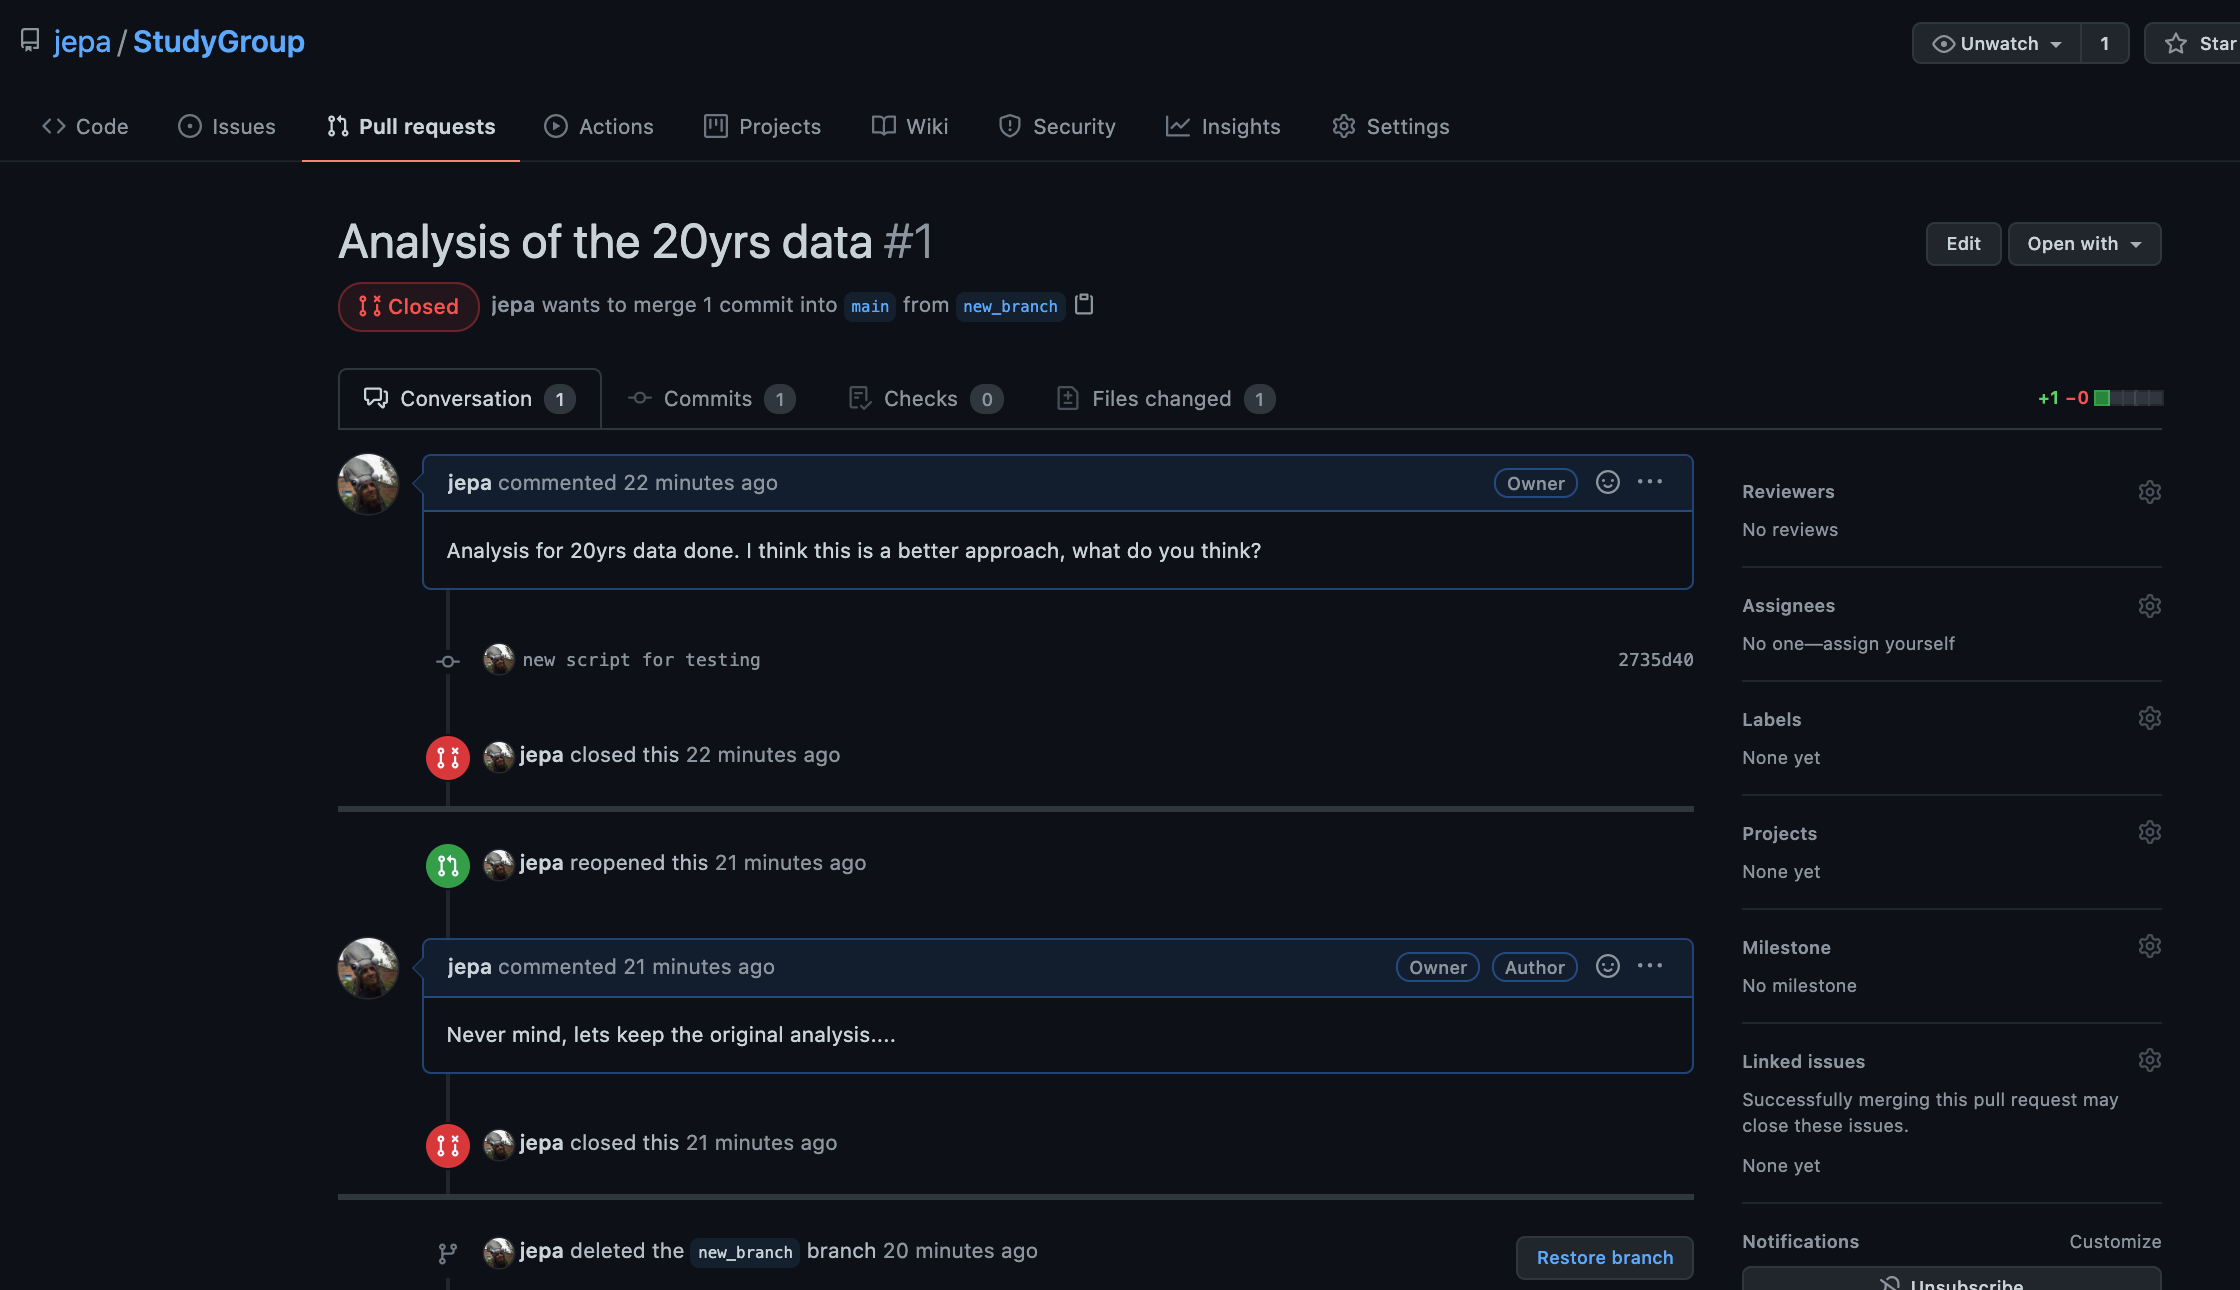 jepa / StudyGroup
Unwatch 1 Star
Code Issues Pull requests Actions Projects Wiki Security Insights Settings
Analysis of the 20yrs data #1
Edit Open with
Closed jepa wants to merge 1 commit into main from new_branch
Conversation 1 Commits 1 Checks 0 Files changed 1 +1 −0
jepa commented 22 minutes ago Owner
Analysis for 20yrs data done. I think this is a better approach, what do you think?
new script for testing 2735d40
jepa closed this 22 minutes ago
jepa reopened this 21 minutes ago
jepa commented 21 minutes ago Owner Author
Never mind, lets keep the original analysis....
jepa closed this 21 minutes ago
jepa deleted the new_branch branch 20 minutes ago Restore branch
Reviewers
No reviews
Assignees
No one—assign yourself
Labels
None yet
Projects
None yet
Milestone
No milestone
Linked issues
Successfully merging this pull request may
close these issues.
None yet
Notifications Customize
Unsubscribe